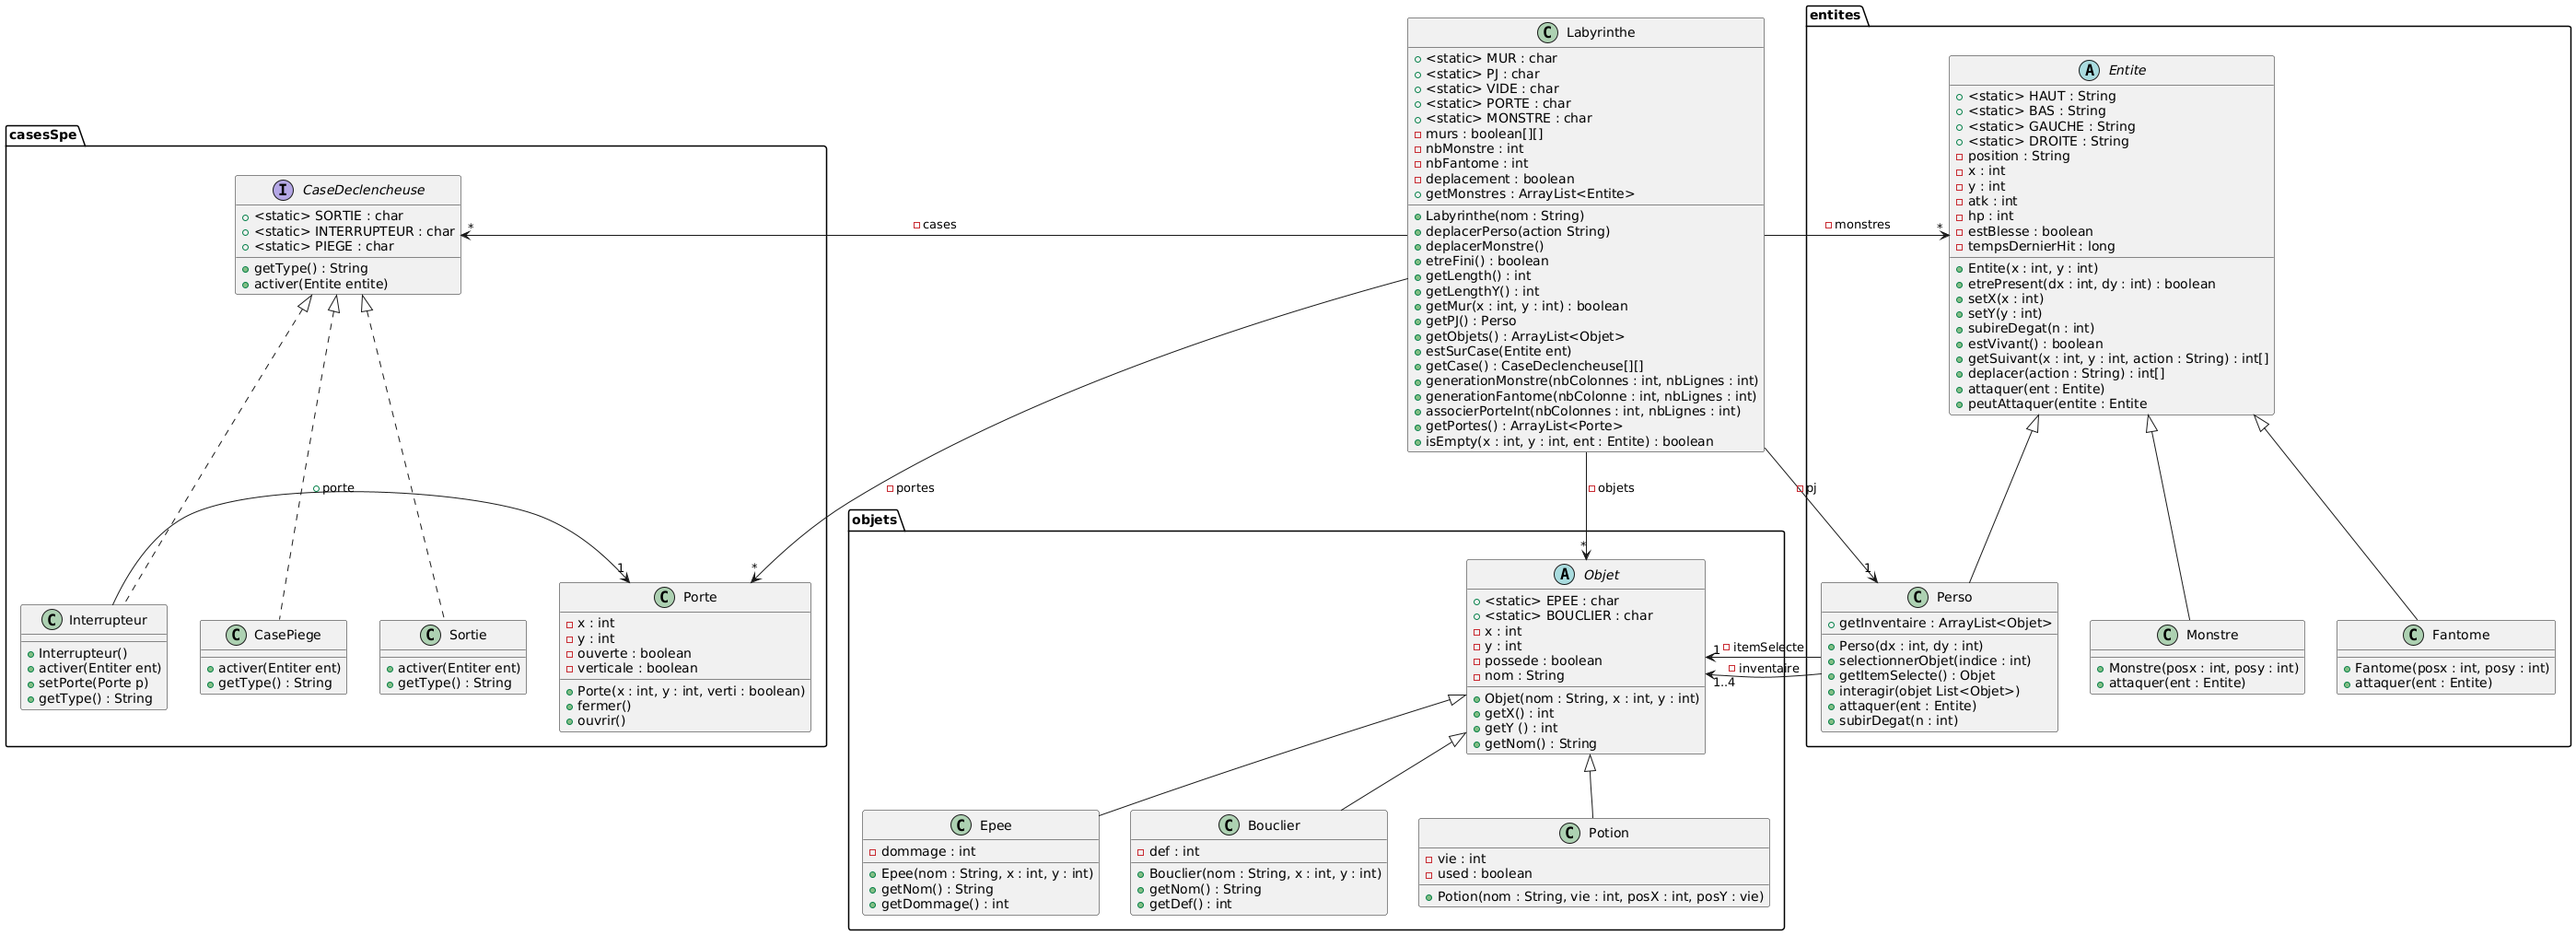 casesSpe
I CaseDeclencheuse
<static> SORTIE : char
<static> INTERRUPTEUR : char
<static> PIEGE : char
getType() : String
activer(Entite entite)
C Interrupteur
Interrupteur()
activer(Entiter ent)
setPorte(Porte p)
getType() : String
C CasePiege
activer(Entiter ent)
getType() : String
C Sortie
activer(Entiter ent)
getType() : String
C Porte
x : int
y : int
ouverte : boolean
verticale : boolean
Porte(x : int, y : int, verti : boolean)
fermer()
ouvrir()
porte
1
C Labyrinthe
<static> MUR : char
<static> PJ : char
<static> VIDE : char
<static> PORTE : char
<static> MONSTRE : char
murs : boolean[][]
nbMonstre : int
nbFantome : int
deplacement : boolean
getMonstres : ArrayList<Entite>
Labyrinthe(nom : String)
deplacerPerso(action String)
deplacerMonstre()
etreFini() : boolean
getLength() : int
getLengthY() : int
getMur(x : int, y : int) : boolean
getPJ() : Perso
getObjets() : ArrayList<Objet>
estSurCase(Entite ent)
getCase() : CaseDeclencheuse[][]
generationMonstre(nbColonnes : int, nbLignes : int)
generationFantome(nbColonne : int, nbLignes : int)
associerPorteInt(nbColonnes : int, nbLignes : int)
getPortes() : ArrayList<Porte>
isEmpty(x : int, y : int, ent : Entite) : boolean
cases
*
portes
*
objets
*
monstres
*
pj
1
entites
A Entite
<static> HAUT : String
<static> BAS : String
<static> GAUCHE : String
<static> DROITE : String
position : String
x : int
y : int
atk : int
hp : int
estBlesse : boolean
tempsDernierHit : long
Entite(x : int, y : int)
etrePresent(dx : int, dy : int) : boolean
setX(x : int)
setY(y : int)
subireDegat(n : int)
estVivant() : boolean
getSuivant(x : int, y : int, action : String) : int[]
deplacer(action : String) : int[]
attaquer(ent : Entite)
peutAttaquer(entite : Entite
C Perso
getInventaire : ArrayList<Objet>
Perso(dx : int, dy : int)
selectionnerObjet(indice : int)
getItemSelecte() : Objet
interagir(objet List<Objet>)
attaquer(ent : Entite)
subirDegat(n : int)
C Monstre
Monstre(posx : int, posy : int)
attaquer(ent : Entite)
C Fantome
Fantome(posx : int, posy : int)
attaquer(ent : Entite)
itemSelecte
1
inventaire
1..4
objets
A Objet
<static> EPEE : char
<static> BOUCLIER : char
x : int
y : int
possede : boolean
nom : String
Objet(nom : String, x : int, y : int)
getX() : int
getY () : int
getNom() : String
C Epee
dommage : int
Epee(nom : String, x : int, y : int)
getNom() : String
getDommage() : int
C Bouclier
def : int
Bouclier(nom : String, x : int, y : int)
getNom() : String
getDef() : int
C Potion
vie : int
used : boolean
Potion(nom : String, vie : int, posX : int, posY : vie)